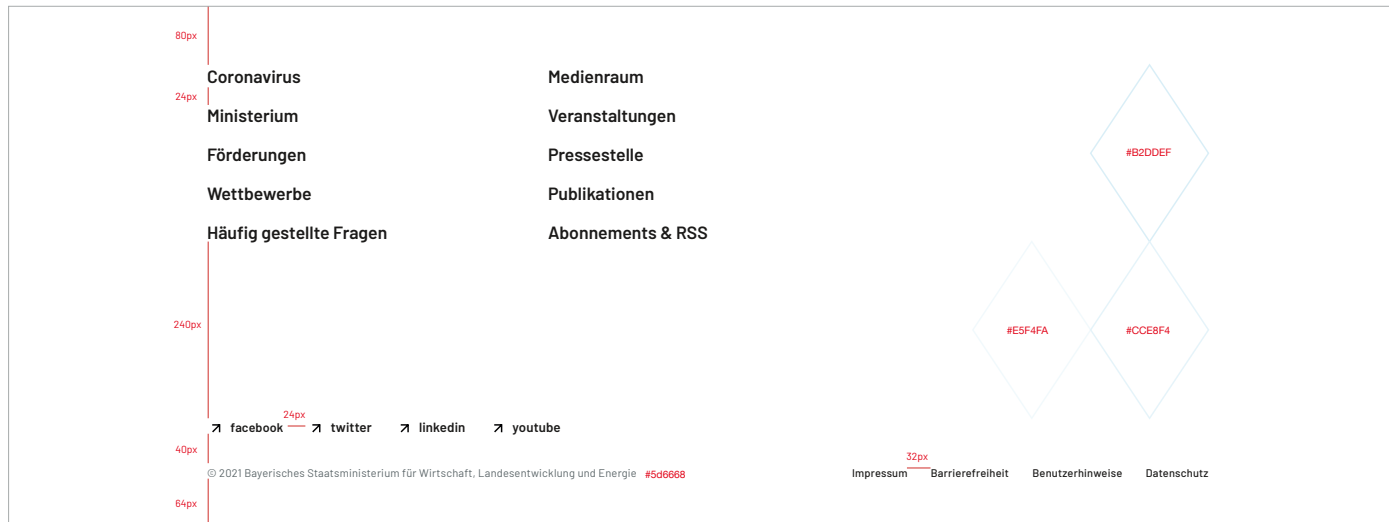 80px
Coronavirus
Medienraum
24px
Ministerium
Veranstaltungen
Förderungen
Pressestelle
#B2DDEF
Wettbewerbe
Publikationen
Häufig gestellte Fragen
Abonnements & RSS
240px
#E5F4FA
#CCE8F4
24px
facebook
twitter
linkedin
youtube
40px
32px
© 2021 Bayerisches Staatsministerium für Wirtschaft, Landesentwicklung und Energie
#5d6668
Impressum
Barrierefreiheit
Benutzerhinweise
Datenschutz
64px